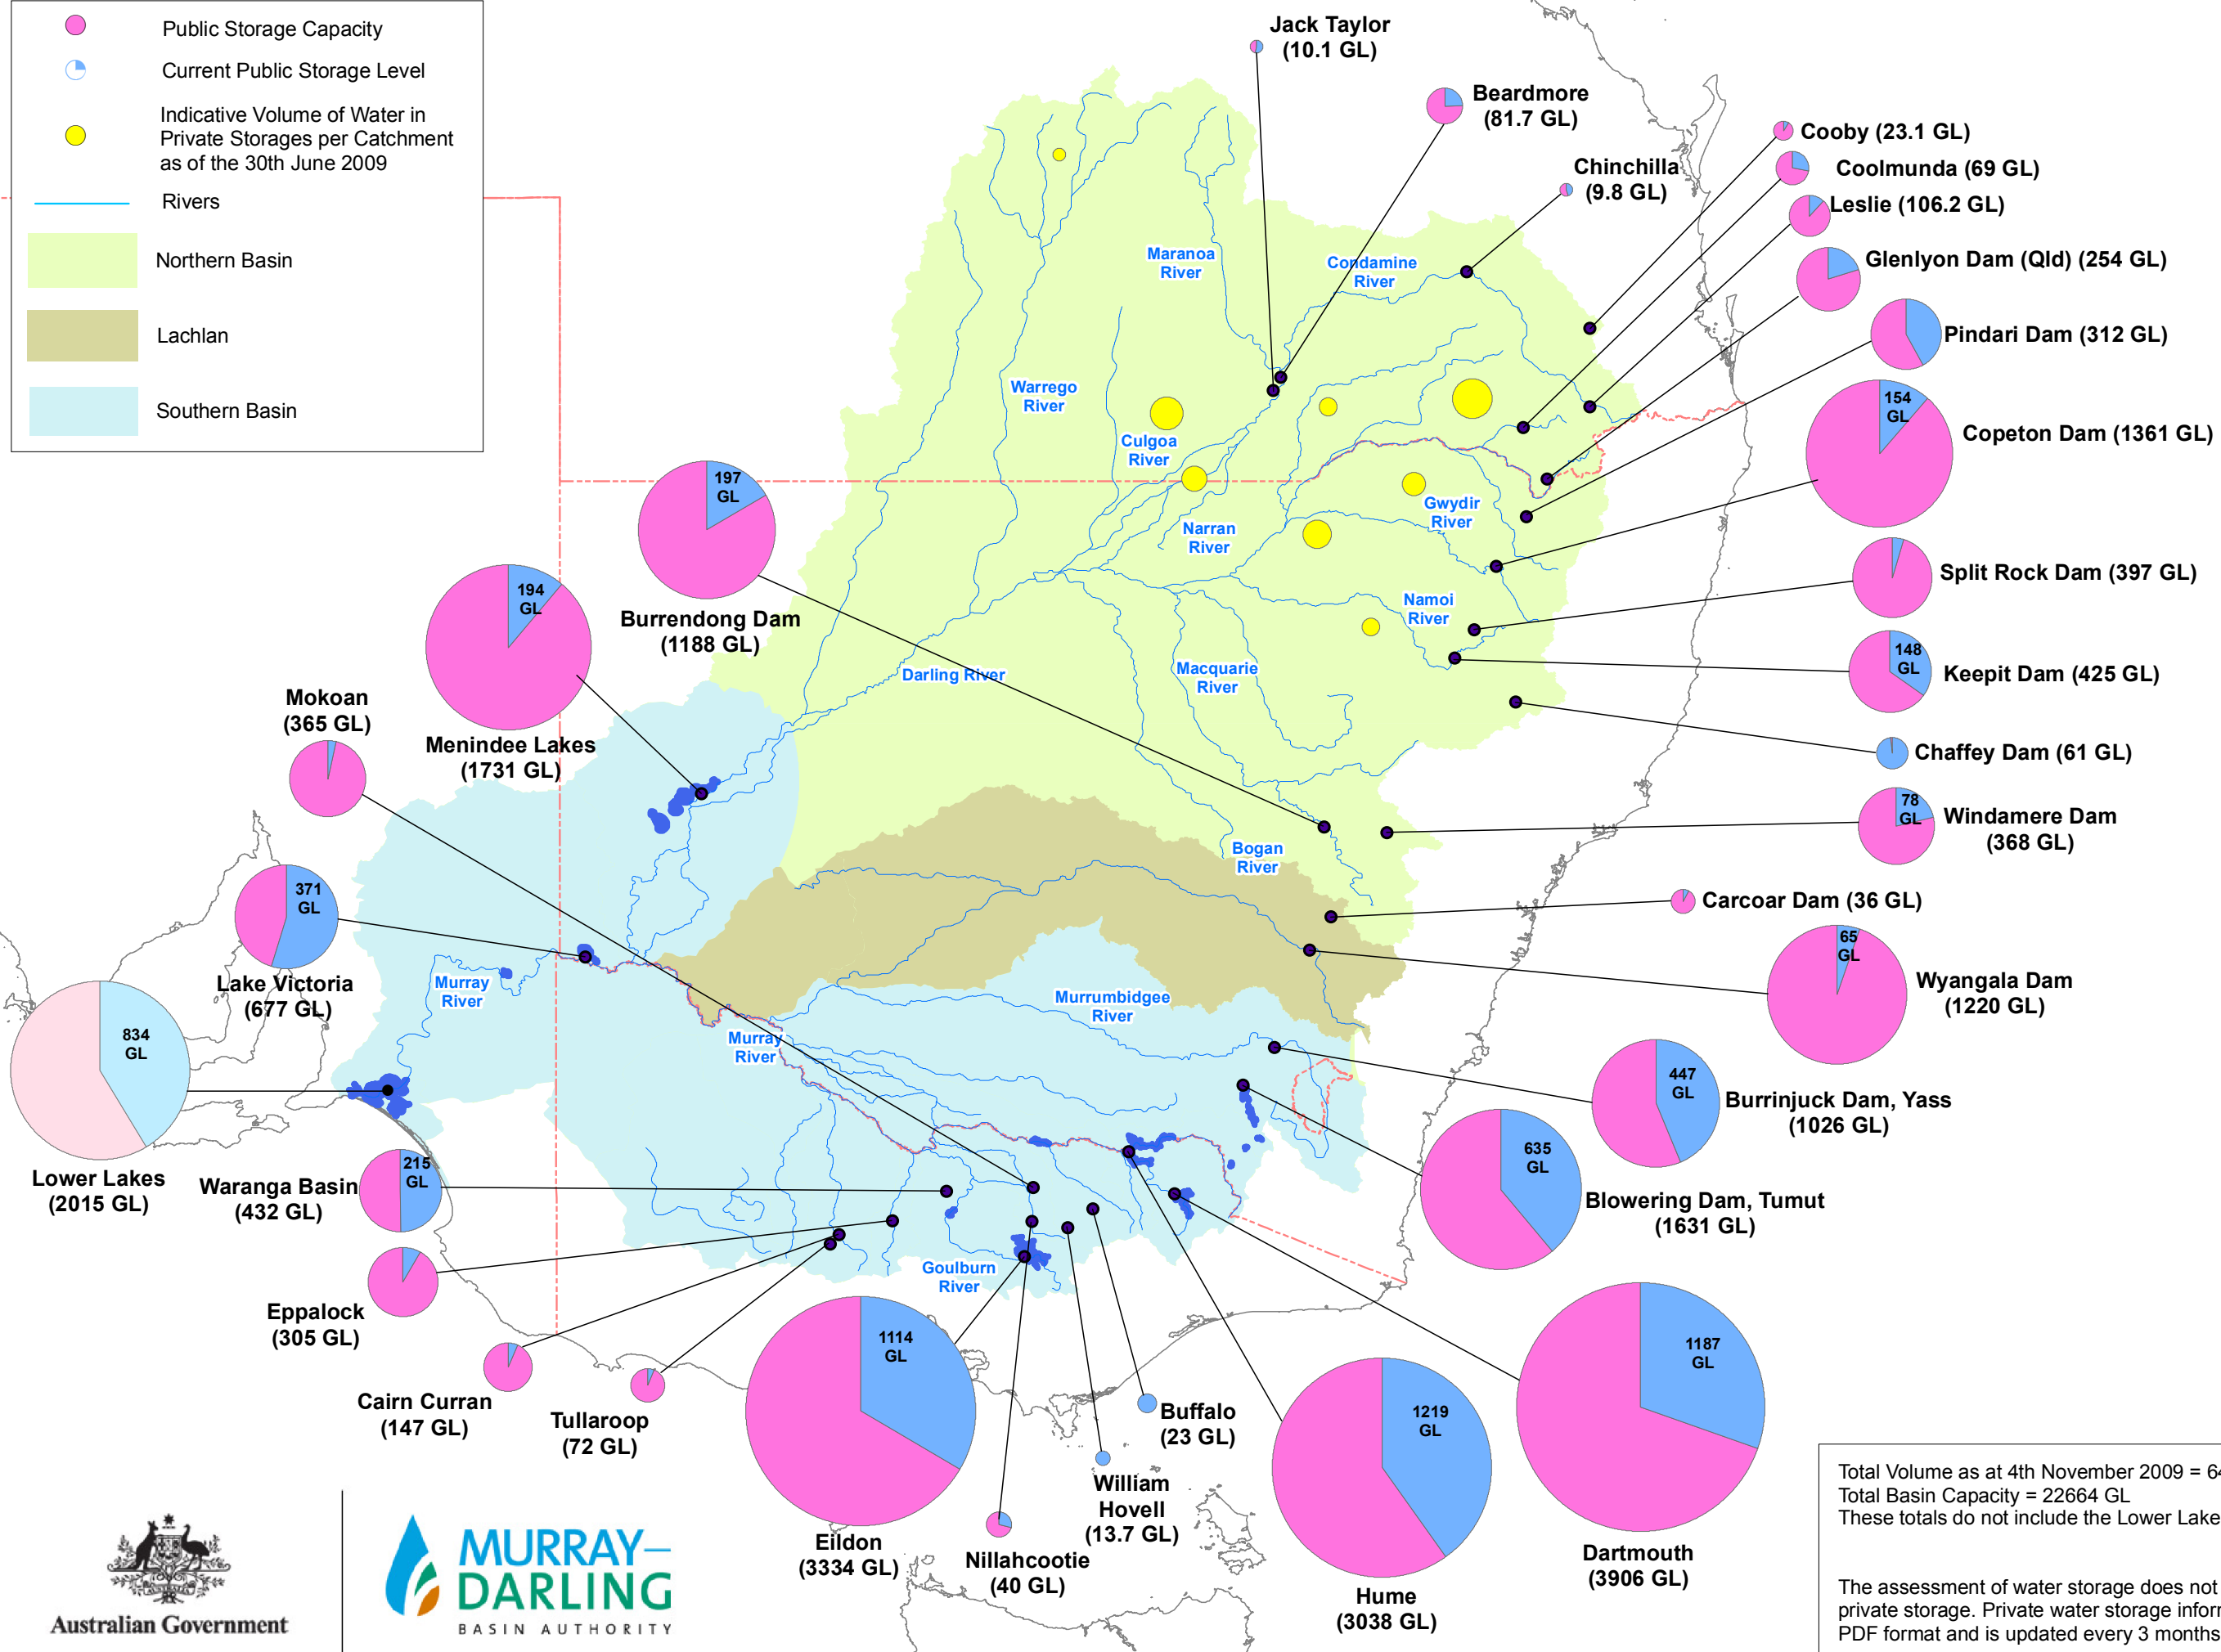 Public Storage Capacity
Current Public Storage Level
Indicative Volume of Water in
Private Storages per Catchment
as of the 30th June 2009
Rivers
Northern Basin
Lachlan
Southern Basin
Jack Taylor
(10.1 GL)
Beardmore
(81.7 GL)
Chinchilla
(9.8 GL)
Cooby (23.1 GL)
Coolmunda (69 GL)
Leslie (106.2 GL)
Glenlyon Dam (Qld) (254 GL)
Pindari Dam (312 GL)
154
GL
Copeton Dam (1361 GL)
Split Rock Dam (397 GL)
148
GL
Keepit Dam (425 GL)
Chaffey Dam (61 GL)
78
GL
Windamere Dam
(368 GL)
Carcoar Dam (36 GL)
65
GL
Wyangala Dam
(1220 GL)
447
GL
Burrinjuck Dam, Yass
(1026 GL)
635
GL
Blowering Dam, Tumut
(1631 GL)
1187
GL
Dartmouth
(3906 GL)
1219
GL
Hume
(3038 GL)
Buffalo
(23 GL)
William
Hovell
(13.7 GL)
Nillahcootie
(40 GL)
1114
GL
Eildon
(3334 GL)
Tullaroop
(72 GL)
Cairn Curran
(147 GL)
Eppalock
(305 GL)
215
GL
Waranga Basin
(432 GL)
834
GL
Lower Lakes
(2015 GL)
371
GL
Lake Victoria
(677 GL)
Mokoan
(365 GL)
194
GL
Menindee Lakes
(1731 GL)
197
GL
Burrendong Dam
(1188 GL)
Maranoa
River
Condamine
River
Warrego
River
Culgoa
River
Narran
River
Gwydir
River
Namoi
River
Macquarie
River
Darling River
Bogan
River
Murray
River
Murrumbidgee
River
Murray
River
Goulburn
River
Australian Government
MURRAY–
DARLING
BASIN AUTHORITY
Total Volume as at 4th November 2009 = 64
Total Basin Capacity = 22664 GL
These totals do not include the Lower Lake
The assessment of water storage does not
private storage. Private water storage infor
PDF format and is updated every 3 months